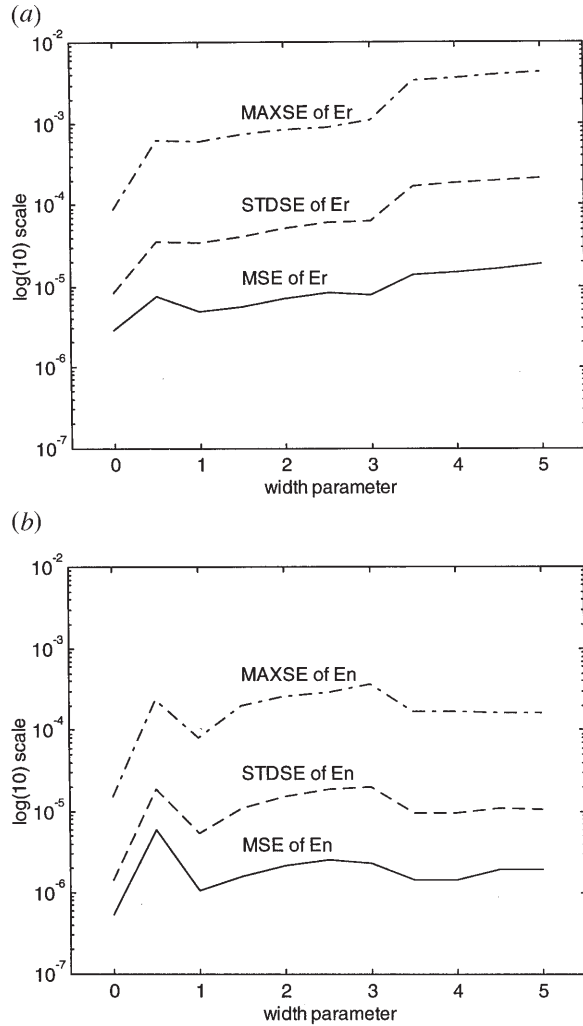 (a)
10-2
10-3
10-4
10-5
10-6
10-7
log(10) scale
MAXSE of Er
STDSE of Er
MSE of Er
0 1 2 3 4 5
width parameter
(b)
10-2
10-3
10-4
10-5
10-6
10-7
log(10) scale
MAXSE of En
STDSE of En
MSE of En
0 1 2 3 4 5
width parameter